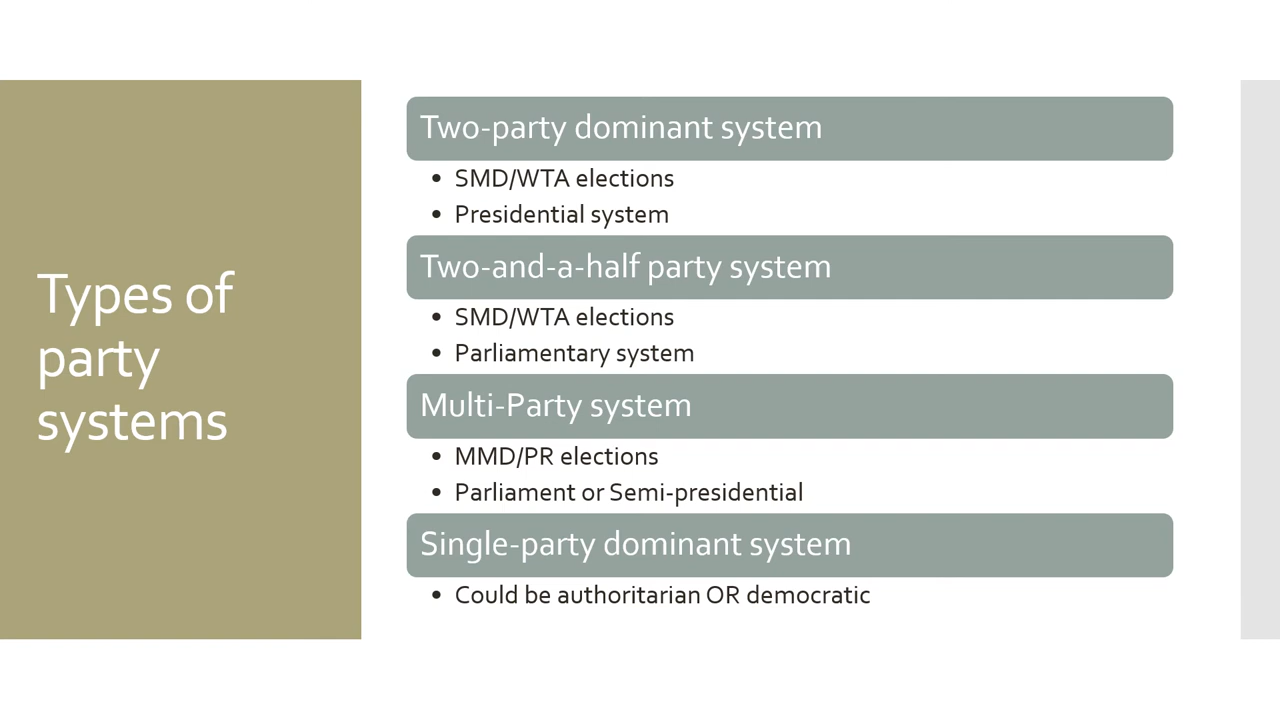 Types of
party
systems
Two-party dominant system
• SMD/WTA elections
• Presidential system
Two-and-a-half party system
• SMD/WTA elections
• Parliamentary system
Multi-Party system
• MMD/PR elections
• Parliament or Semi-presidential
Single-party dominant system
• Could be authoritarian OR democratic